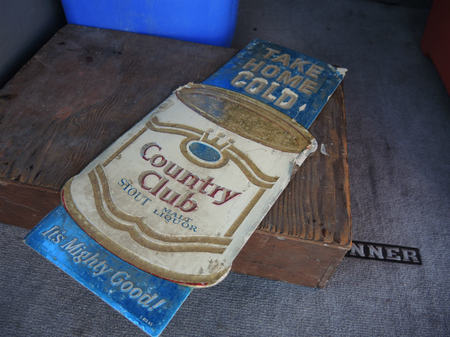 TAKE
HOME
COLD
Country
Club
STOUT MALT
LIQUOR
It's Mighty Good!
NNER